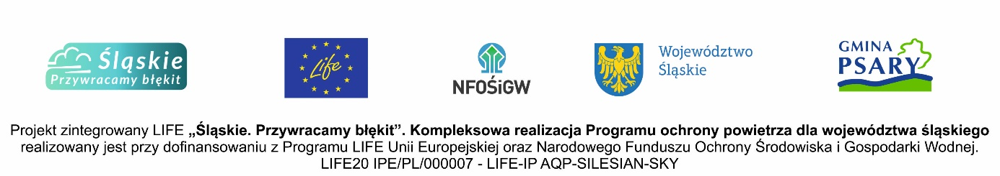 Śląskie
Przywracamy błękit
Life
NFOŚiGW
Województwo
Śląskie
GMINA
PSARY
Projekt zintegrowany LIFE „Śląskie. Przywracamy błękit”. Kompleksowa realizacja Programu ochrony powietrza dla województwa śląskiego
realizowany jest przy dofinansowaniu z Programu LIFE Unii Europejskiej oraz Narodowego Funduszu Ochrony Środowiska i Gospodarki Wodnej.
LIFE20 IPE/PL/000007 - LIFE-IP AQP-SILESIAN-SKY